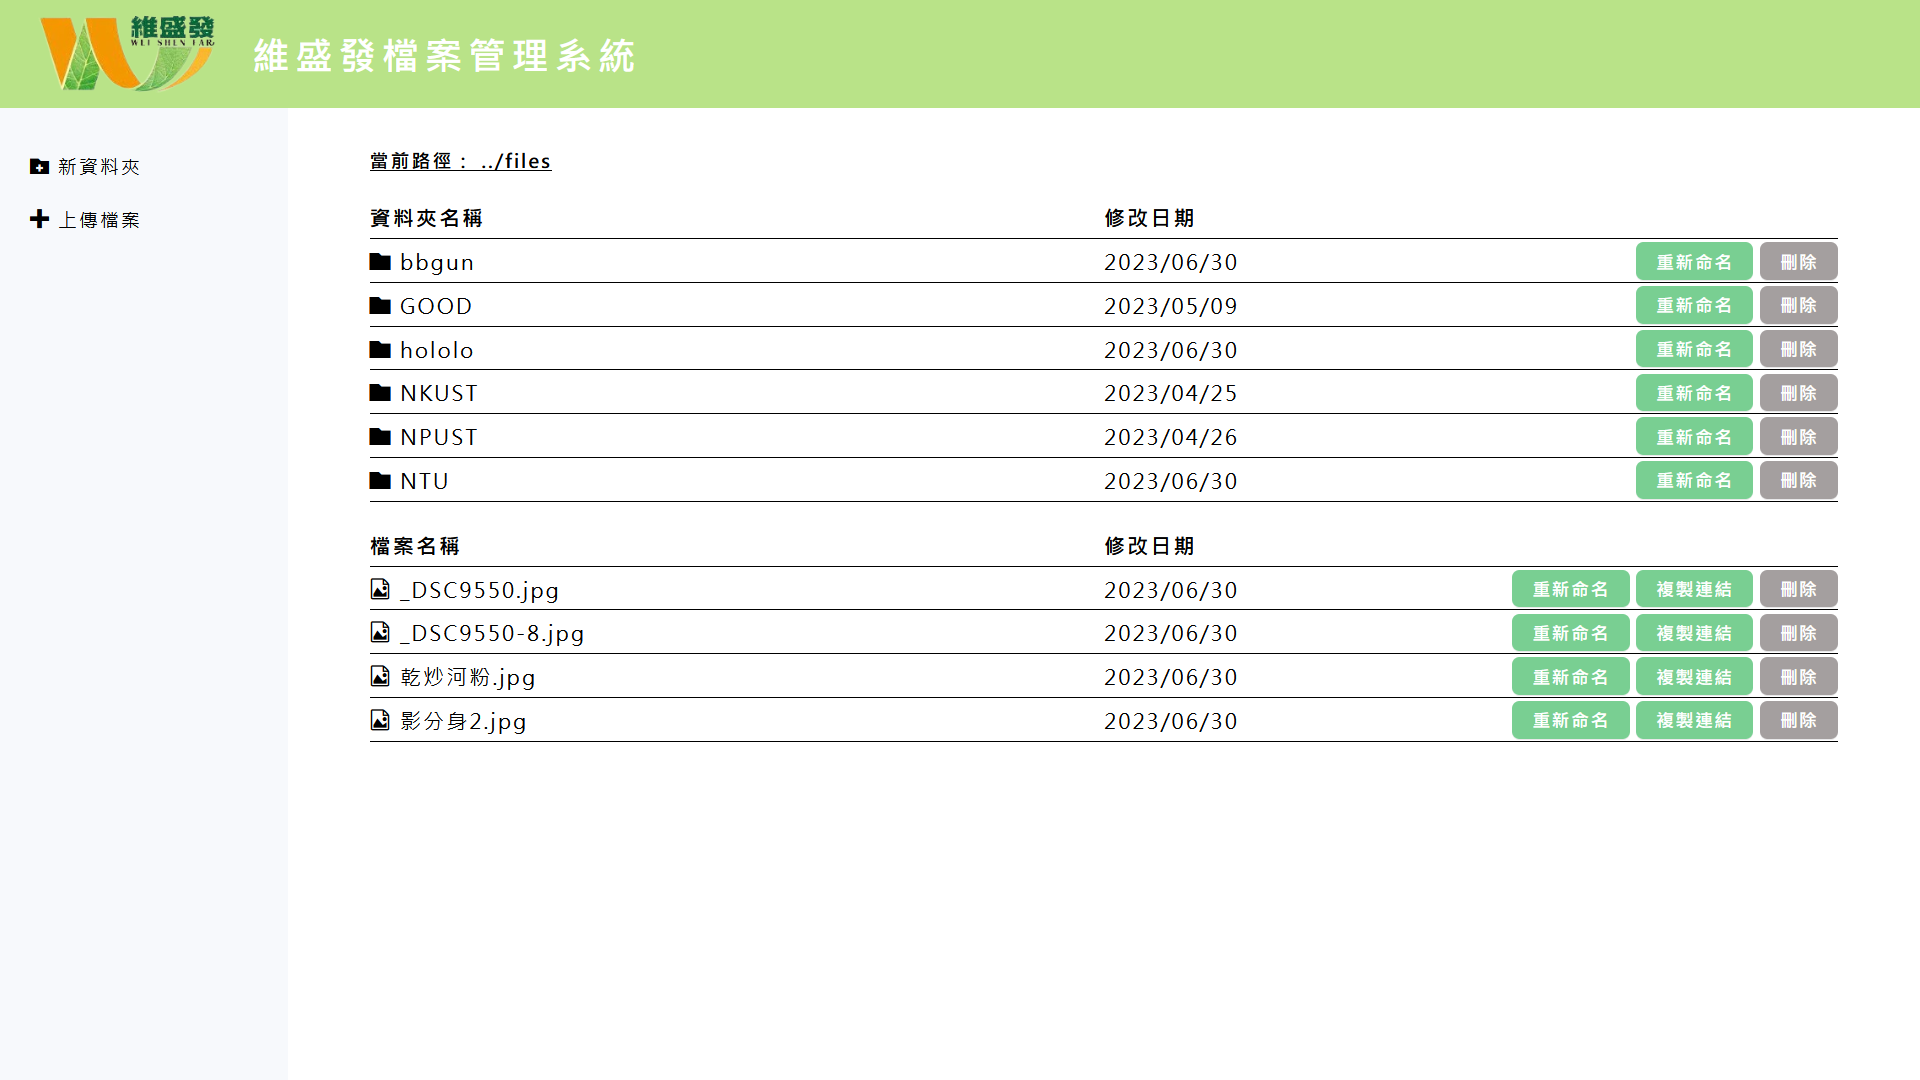 維盛發
WEI SHEN FAR
維盛發檔案管理系統
新資料夾
上傳檔案
當前路徑： ../files
資料夾名稱 修改日期
bbgun 2023/06/30 重新命名 刪除
GOOD 2023/05/09 重新命名 刪除
hololo 2023/06/30 重新命名 刪除
NKUST 2023/04/25 重新命名 刪除
NPUST 2023/04/26 重新命名 刪除
NTU 2023/06/30 重新命名 刪除
檔案名稱 修改日期
_DSC9550.jpg 2023/06/30 重新命名 複製連結 刪除
_DSC9550-8.jpg 2023/06/30 重新命名 複製連結 刪除
乾炒河粉.jpg 2023/06/30 重新命名 複製連結 刪除
影分身2.jpg 2023/06/30 重新命名 複製連結 刪除